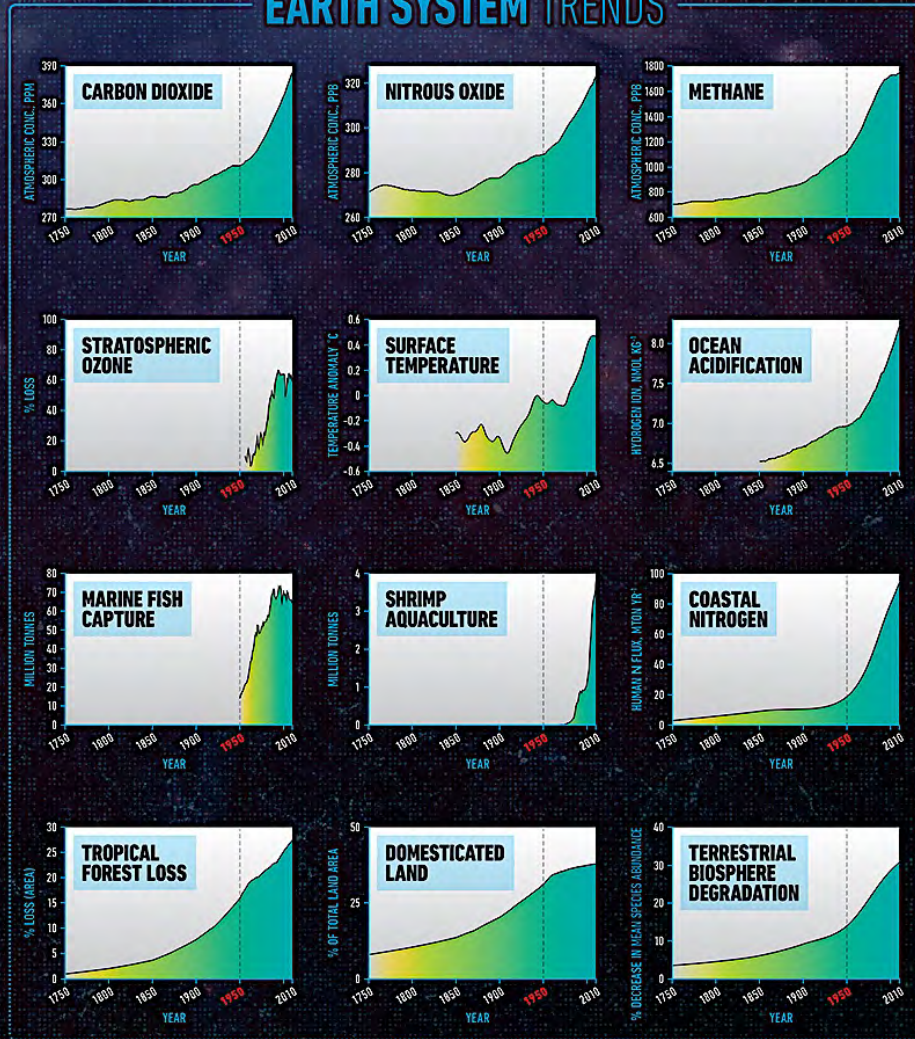 EARTH SYSTEM TRENDS
CARBON DIOXIDE
ATMOSPHERIC CONC., PPM
390
360
330
300
270
1750 1800 1850 1900 1950 2010
YEAR
NITROUS OXIDE
ATMOSPHERIC CONC., PPB
320
300
280
260
1750 1800 1850 1900 1950 2010
YEAR
METHANE
ATMOSPHERIC CONC., PPB
1800
1600
1400
1200
1000
800
600
1750 1800 1850 1900 1950 2010
YEAR
STRATOSPHERIC
OZONE
% LOSS
100
80
60
40
20
0
1750 1800 1850 1900 1950 2010
YEAR
SURFACE
TEMPERATURE
TEMPERATURE ANOMALY °C
0.6
0.4
0.2
0
-0.2
-0.4
-0.6
1750 1800 1850 1900 1950 2010
YEAR
OCEAN
ACIDIFICATION
HYDROGEN ION, NMOL KG⁻¹
8.0
7.5
7.0
6.5
1750 1800 1850 1900 1950 2010
YEAR
MARINE FISH
CAPTURE
MILLION TONNES
80
70
60
50
40
30
20
10
0
1750 1800 1850 1900 1950 2010
YEAR
SHRIMP
AQUACULTURE
MILLION TONNES
4
3
2
1
0
1750 1800 1850 1900 1950 2010
YEAR
COASTAL
NITROGEN
HUMAN N FLUX, MTON YR⁻¹
100
80
60
40
20
0
1750 1800 1850 1900 1950 2010
YEAR
TROPICAL
FOREST LOSS
% LOSS (AREA)
30
25
20
15
10
5
0
1750 1800 1850 1900 1950 2010
YEAR
DOMESTICATED
LAND
% OF TOTAL LAND AREA
50
25
0
1750 1800 1850 1900 1950 2010
YEAR
TERRESTRIAL
BIOSPHERE
DEGRADATION
% DECREASE IN MEAN SPECIES ABUNDANCE
40
30
20
10
0
1750 1800 1850 1900 1950 2010
YEAR